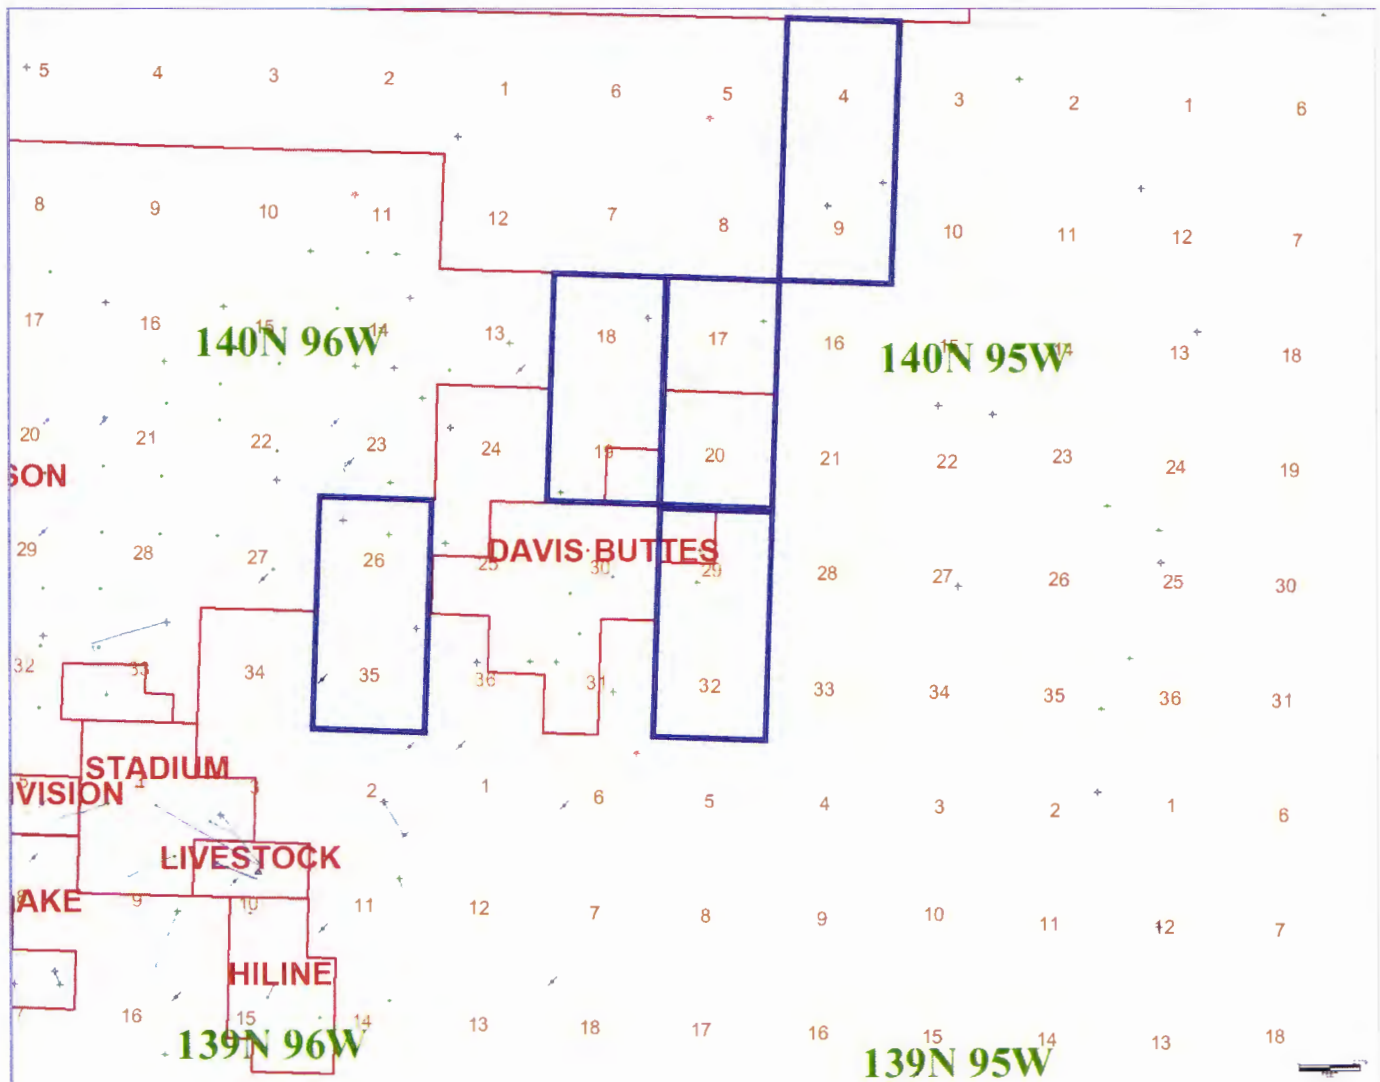 5 4 3 2 1 6 5 4 3 2 1 6
8 9 10 11 12 7 8 9 10 11 12 7
17 16 15 14 13 18 17 16 15 14 13 18
140N 96W 140N 95W
20 21 22 23 24 19 20 21 22 23 24 19
SON
29 28 27 26 25 30 29 28 27 26 25 30
DAVIS BUTTES
32 33 34 35 36 31 32 33 34 35 36 31
STADIUM
5 4 3 2 1 6 5 4 3 2 1 6
IVISION
LIVESTOCK
8 9 10 11 12 7 8 9 10 11 12 7
AKE
HILINE
16 15 14 13 18 17 16 15 14 13 18
139N 96W 139N 95W